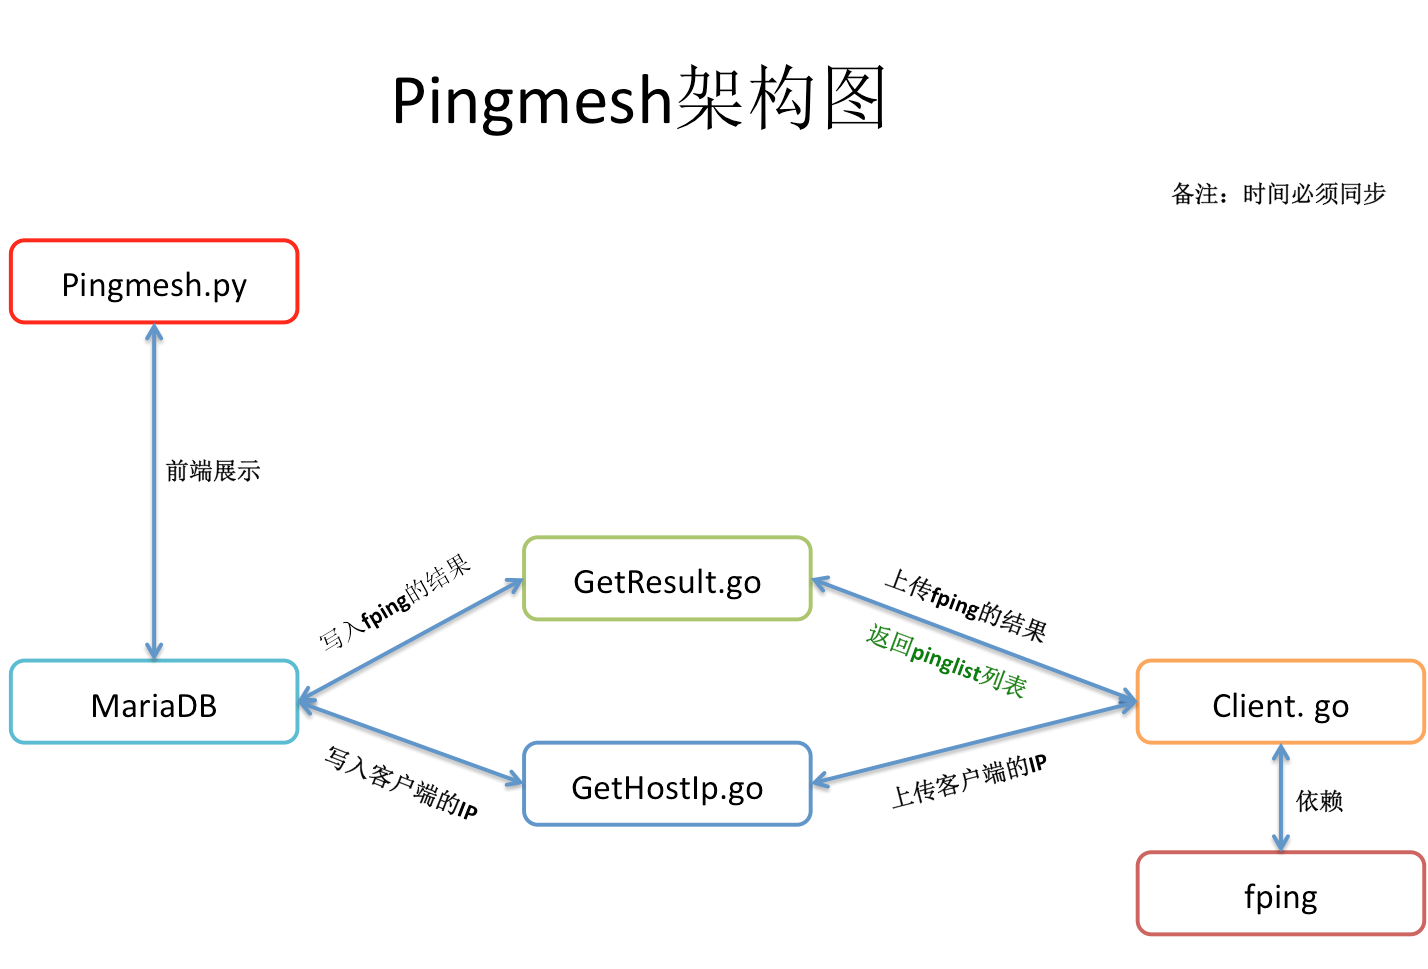 Pingmesh架构图
备注：时间必须同步
Pingmesh.py
前端展示
写入fping的结果
GetResult.go
上传fping的结果
返回pinglist列表
MariaDB
Client. go
写入客户端的IP
GetHostIp.go
上传客户端的IP
依赖
fping